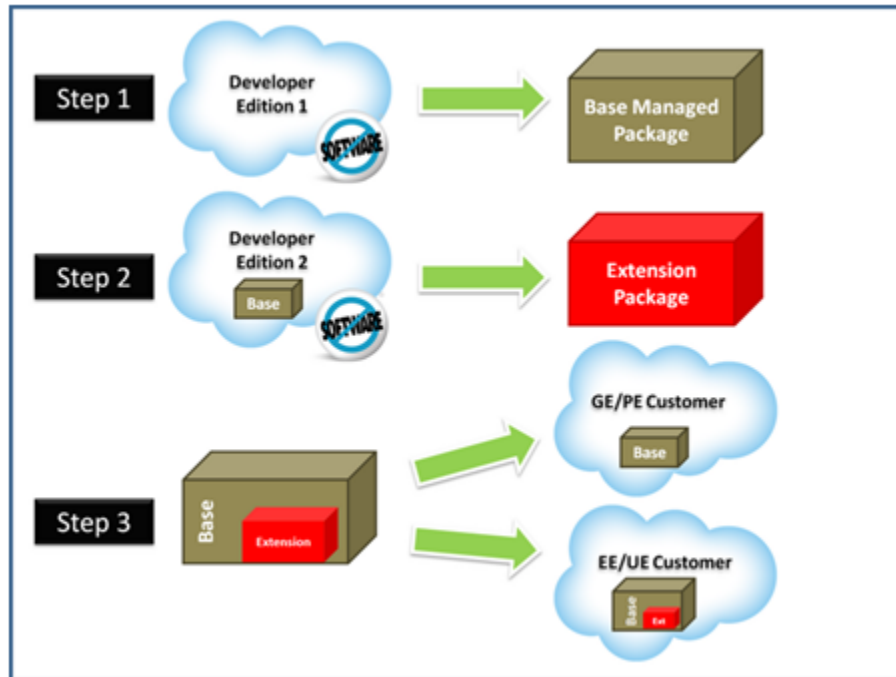 Step 1
Developer
Edition 1
SOFTWARE
Base Managed
Package
Step 2
Developer
Edition 2
Base
SOFTWARE
Extension
Package
GE/PE Customer
Base
Step 3
Base
Extension
EE/UE Customer
Base
Ext